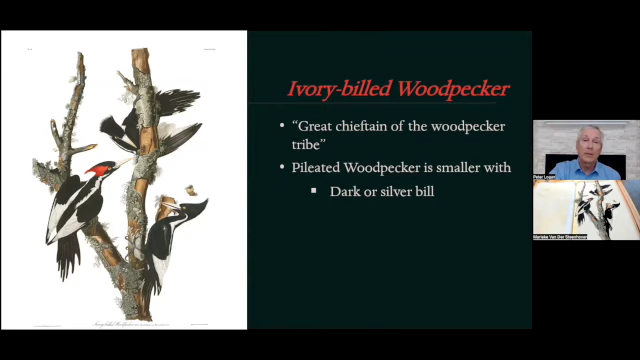 Ivory-billed Woodpecker
• "Great chieftain of the woodpecker
tribe"
• Pileated Woodpecker is smaller with
▪ Dark or silver bill
Peter Logan